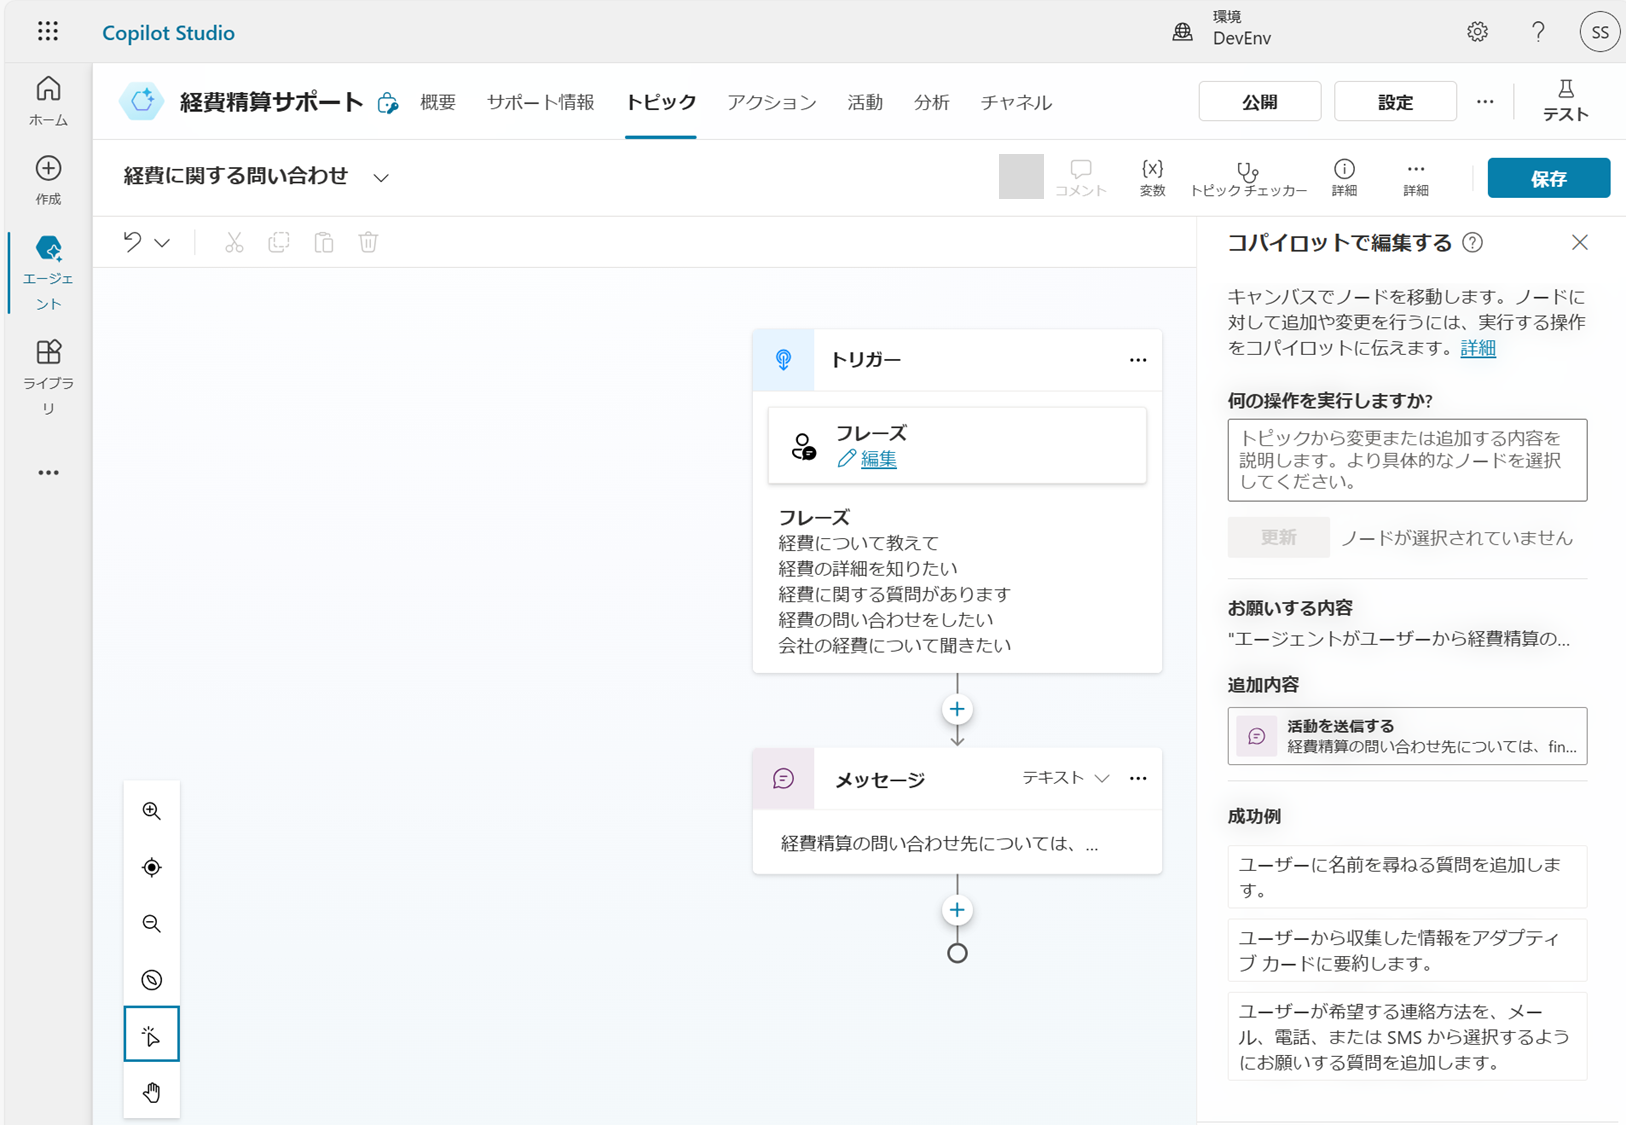 Copilot Studio
環境
DevEnv
SS
ホーム
作成
エージェ
ント
ライブラ
リ
経費精算サポート
概要
サポート情報
トピック
アクション
活動
分析
チャネル
公開
設定
テスト
経費に関する問い合わせ
コメント
{x}
変数
トピック チェッカー
詳細
詳細
保存
トリガー
フレーズ
編集
フレーズ
経費について教えて
経費の詳細を知りたい
経費に関する質問があります
経費の問い合わせをしたい
会社の経費について聞きたい
メッセージ
テキスト
経費精算の問い合わせ先については、...
コパイロットで編集する
キャンバスでノードを移動します。ノードに
対して追加や変更を行うには、実行する操作
をコパイロットに伝えます。詳細
何の操作を実行しますか?
トピックから変更または追加する内容を
説明します。より具体的なノードを選択
してください。
更新
ノードが選択されていません
お願いする内容
"エージェントがユーザーから経費精算の...
追加内容
活動を送信する
経費精算の問い合わせ先については、fin...
成功例
ユーザーに名前を尋ねる質問を追加しま
す。
ユーザーから収集した情報をアダプティ
ブ カードに要約します。
ユーザーが希望する連絡方法を、メー
ル、電話、または SMS から選択するよう
にお願いする質問を追加します。